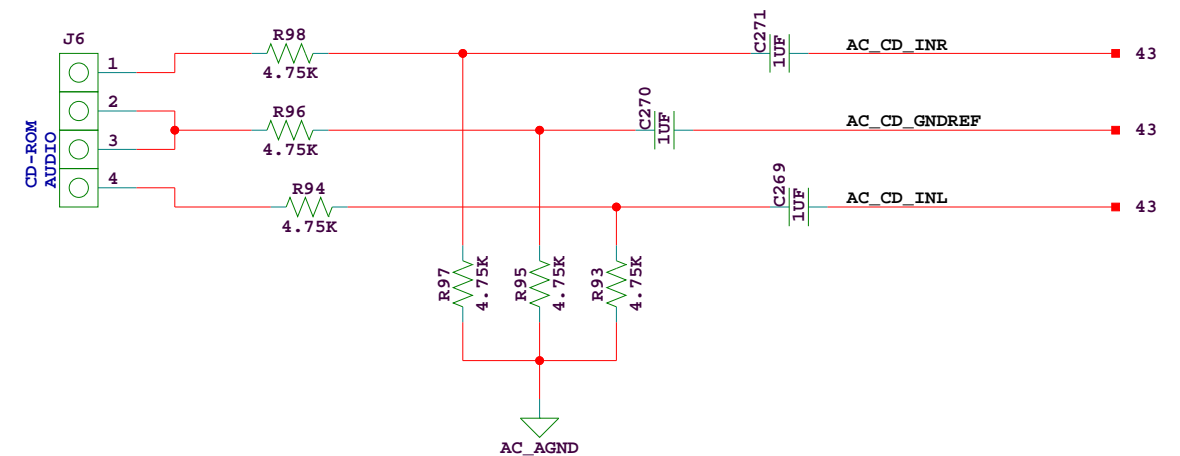 J6
1
2
3
4
CD-ROM
AUDIO
R98
4.75K
R96
4.75K
R94
4.75K
C271
1UF
AC_CD_INR
43
C270
1UF
AC_CD_GNDREF
43
C269
1UF
AC_CD_INL
43
R97
4.75K
R95
4.75K
R93
4.75K
AC_AGND